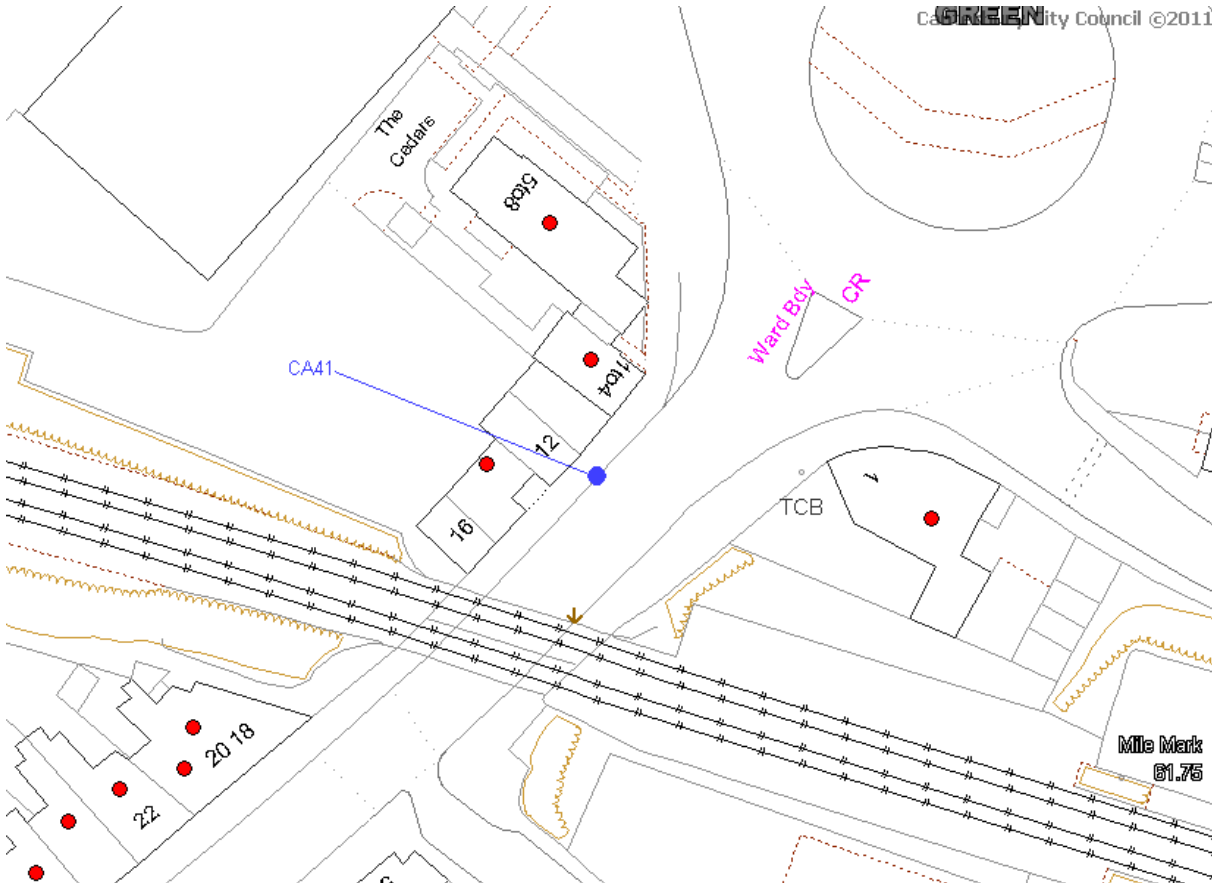 GREEN
City Council ©2011
The
Cedars
5to8
Ward Bdy
CR
CA41
1to4
12
1
TCB
16
Mile Mark
61.75
20 18
22